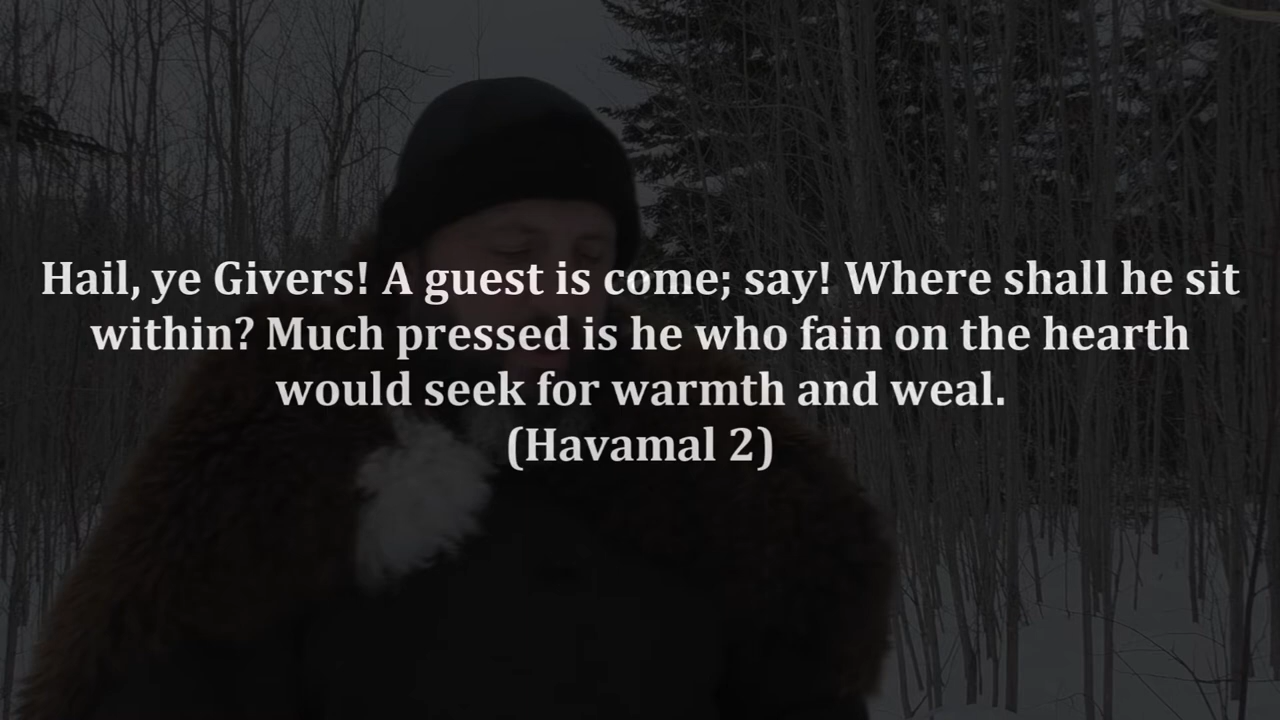 Hail, ye Givers! A guest is come; say! Where shall he sit
within? Much pressed is he who fain on the hearth
would seek for warmth and weal.
(Havamal 2)